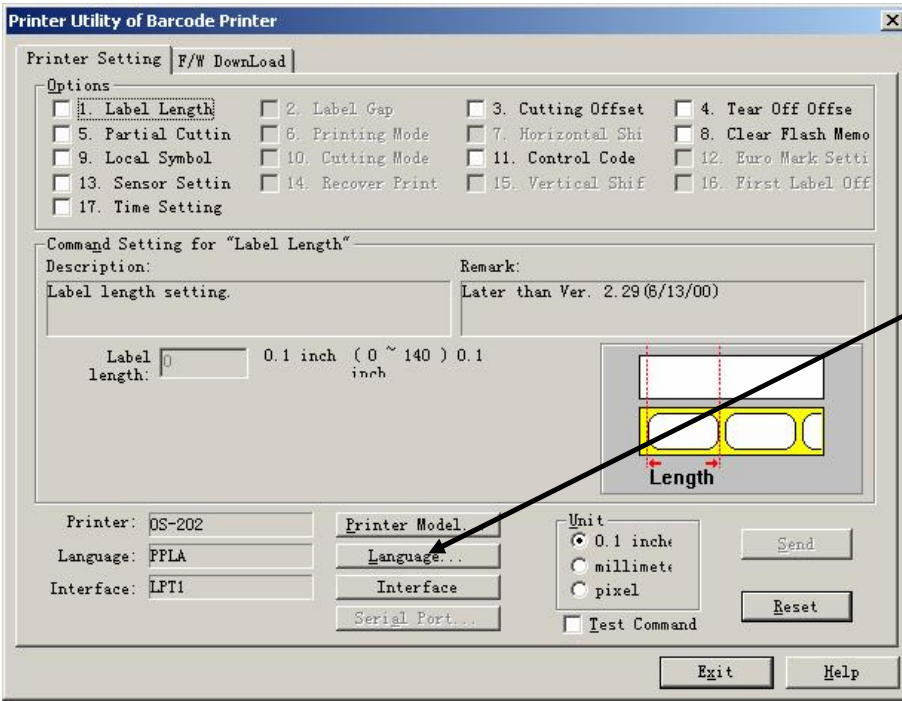 Printer Utility of Barcode Printer
Printer Setting F/W DownLoad
Options
1. Label Length 2. Label Gap 3. Cutting Offset 4. Tear Off Offse
5. Partial Cuttin 6. Printing Mode 7. Horizontal Shi 8. Clear Flash Memo
9. Local Symbol 10. Cutting Mode 11. Control Code 12. Euro Mark Setti
13. Sensor Settin 14. Recover Print 15. Vertical Shif 16. First Label Off
17. Time Setting
Command Setting for "Label Length"
Description: Remark:
Label length setting. Later than Ver. 2.29(6/13/00)
Label 0 0.1 inch ( 0 ~ 140 ) 0.1
length: inch
Length
Printer: OS-202 Printer Model... Unit
0.1 inche Send
Language: PPLA Language...
millimete
Interface: LPT1 Interface pixel
Reset
Serial Port... Test Command
Exit Help